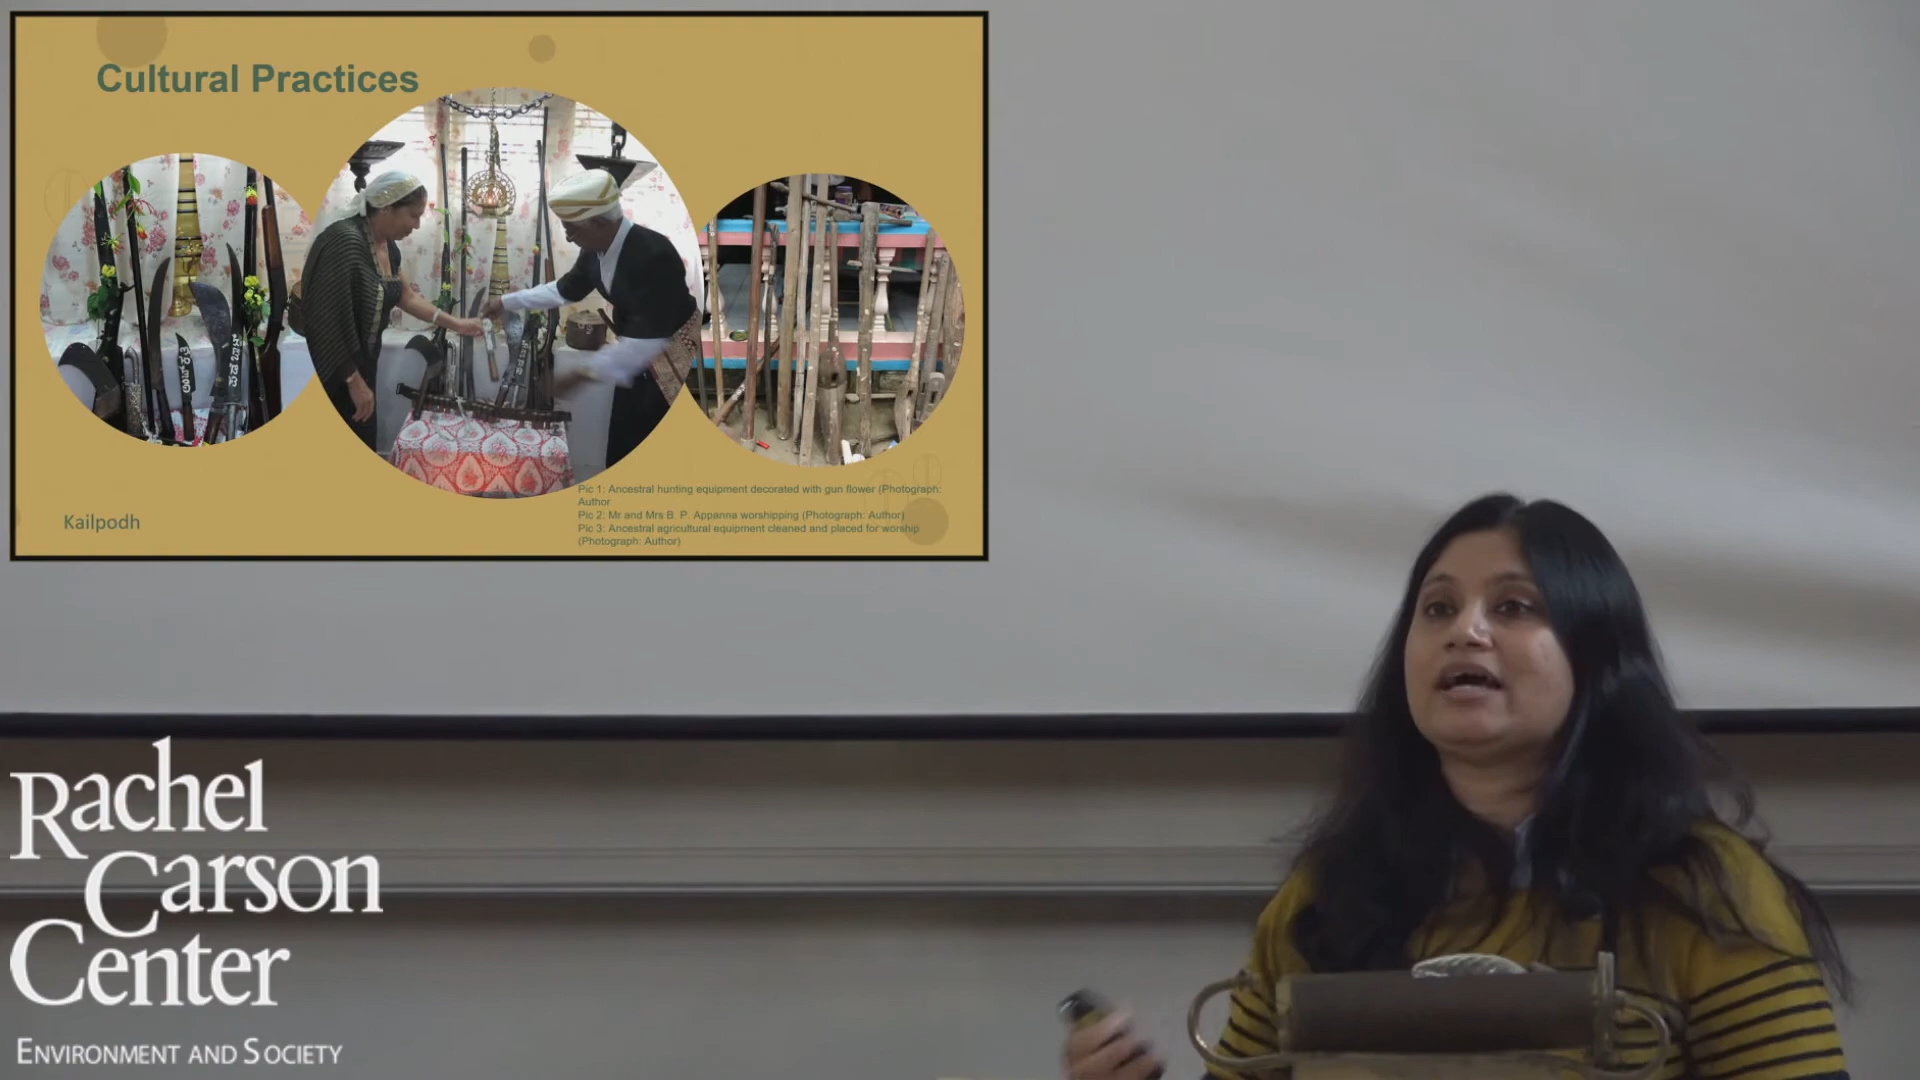 Cultural Practices
Pic 1: Ancestral hunting equipment decorated with gun flower (Photograph:
Author
Pic 2: Mr and Mrs B. P. Appanna worshipping (Photograph: Author)
Pic 3: Ancestral agricultural equipment cleaned and placed for worship
(Photograph: Author)
Kailpodh
Rachel
Carson
Center
ENVIRONMENT AND SOCIETY